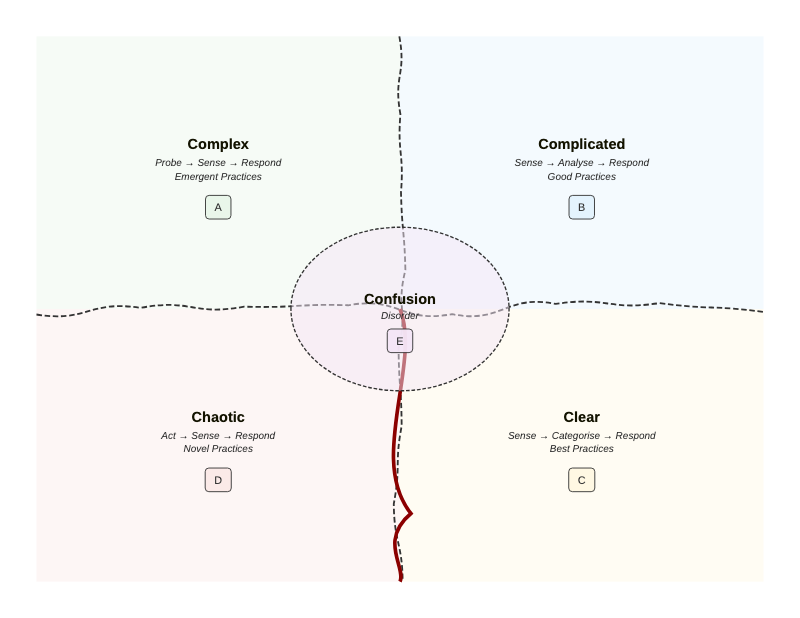 Complex
Probe → Sense → Respond
Emergent Practices
A
Complicated
Sense → Analyse → Respond
Good Practices
B
Confusion
Disorder
E
Chaotic
Act → Sense → Respond
Novel Practices
D
Clear
Sense → Categorise → Respond
Best Practices
C